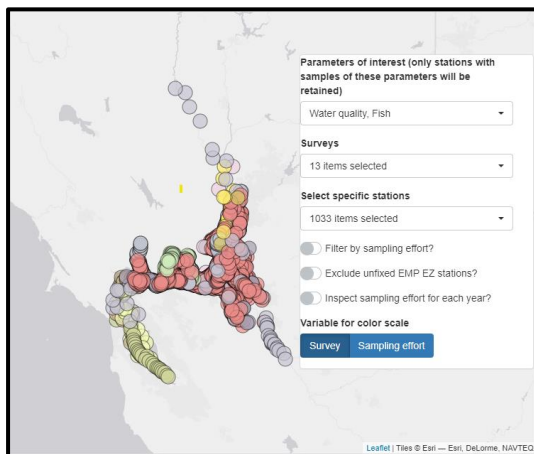 Parameters of interest (only stations with
samples of these parameters will be
retained)
Water quality, Fish
Surveys
13 items selected
Select specific stations
1033 items selected
Filter by sampling effort?
Exclude unfixed EMP EZ stations?
Inspect sampling effort for each year?
Variable for color scale
Survey Sampling effort
Leaflet | Tiles © Esri — Esri, DeLorme, NAVTEQ